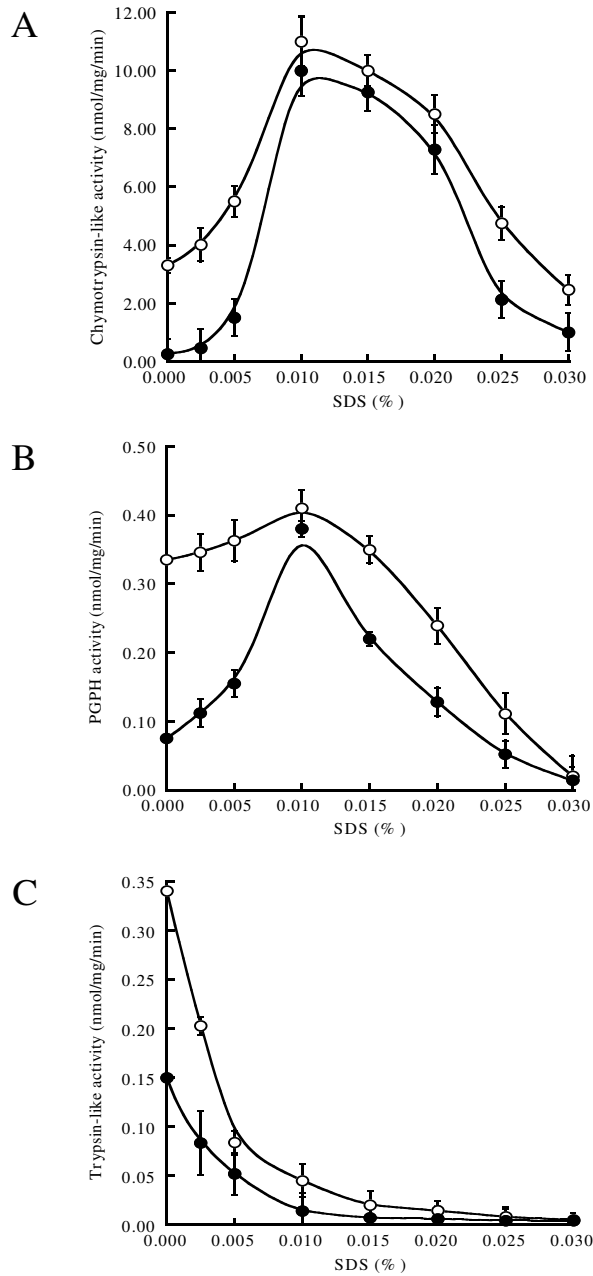 A
Chymotrypsin-like activity (nmol/mg/min)
12.00
10.00
8.00
6.00
4.00
2.00
0.00
0.000 0.005 0.010 0.015 0.020 0.025 0.030
SDS (% )
B
PGPH activity (nmol/mg/min)
0.50
0.40
0.30
0.20
0.10
0.00
0.000 0.005 0.010 0.015 0.020 0.025 0.030
SDS (% )
C
Trypsin-like activity (nmol/mg/min)
0.35
0.30
0.25
0.20
0.15
0.10
0.05
0.00
0.000 0.005 0.010 0.015 0.020 0.025 0.030
SDS (% )